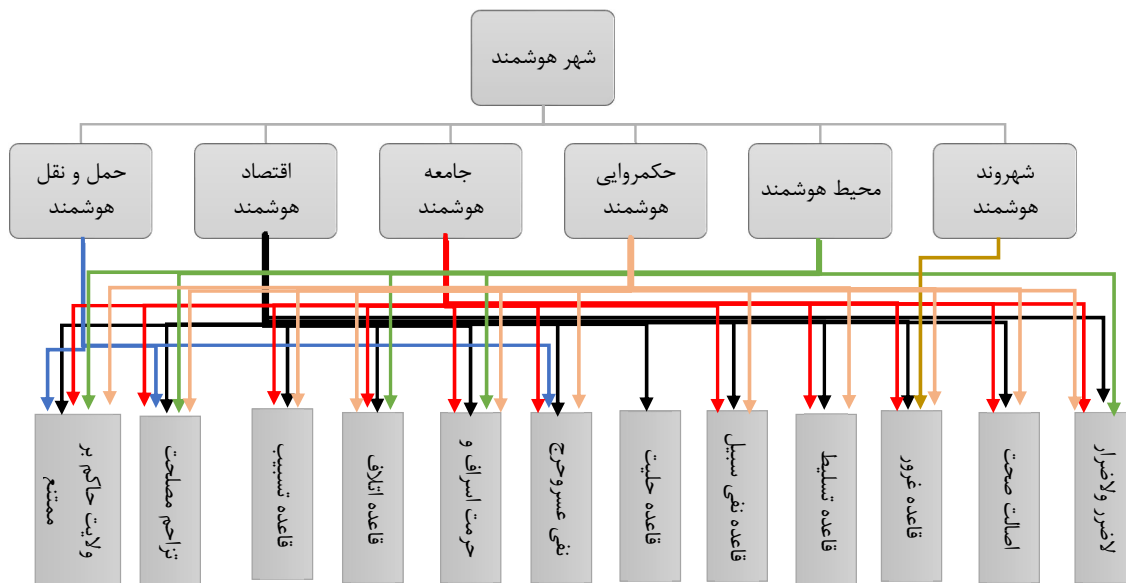 شهر هوشمند
شهروند
هوشمند
محیط هوشمند
حکمروایی
هوشمند
جامعه
هوشمند
اقتصاد
هوشمند
حمل و نقل
هوشمند
لاضرر ولاضرار
اصالت صحت
قاعده غرور
قاعده تسلیط
قاعده نفی سبیل
قاعده حلیت
نفی عسروحرج
حرمت اسراف و
قاعده اتلاف
قاعده تسبیب
تزاحم مصلحت
ولایت حاکم بر
ممتنع